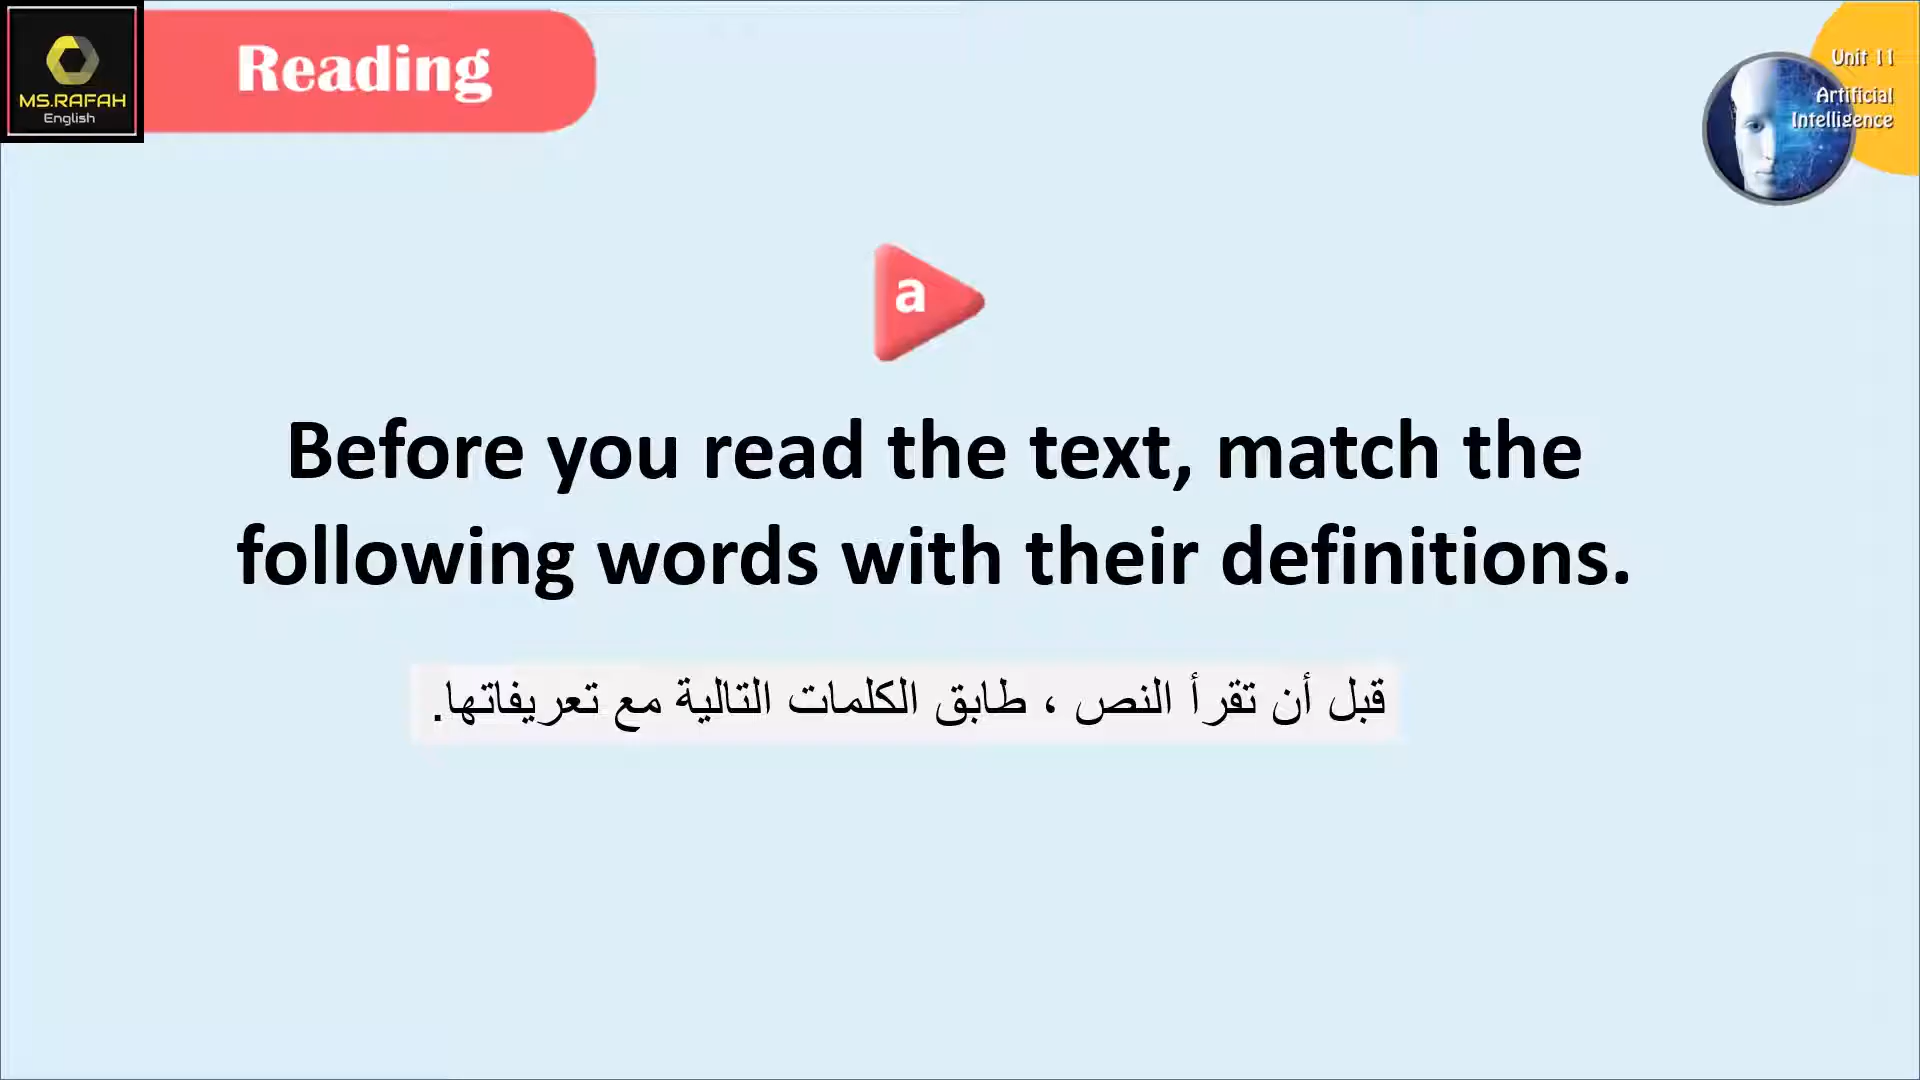 MS.RAFAH
English
Reading
Unit 11
Artificial
Intelligence
a
Before you read the text, match the
following words with their definitions.
قبل أن تقرأ النص ، طابق الكلمات التالية مع تعريفاتها.